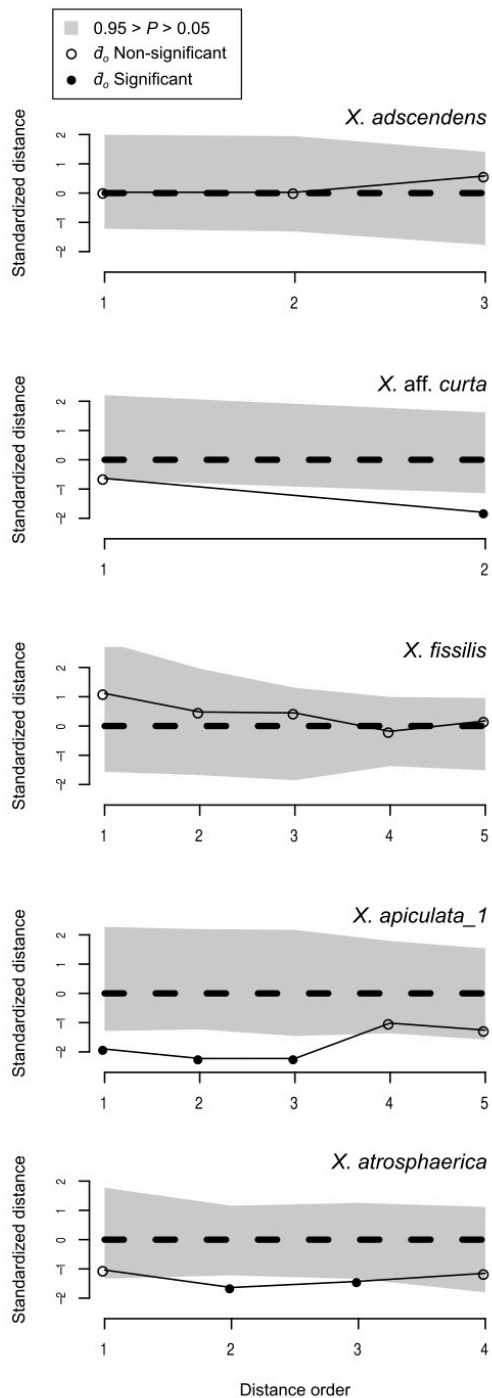 0.95 > P > 0.05
d̄ₒ Non-significant
d̄ₒ Significant
X. adscendens
Standardized distance
2
1
0
-1
-2
1 2 3
X. aff. curta
Standardized distance
2
1
0
-1
-2
1 2
X. fissilis
Standardized distance
2
1
0
-1
-2
1 2 3 4 5
X. apiculata_1
Standardized distance
2
1
0
-1
-2
1 2 3 4 5
X. atrosphaerica
Standardized distance
2
1
0
-1
-2
1 2 3 4
Distance order